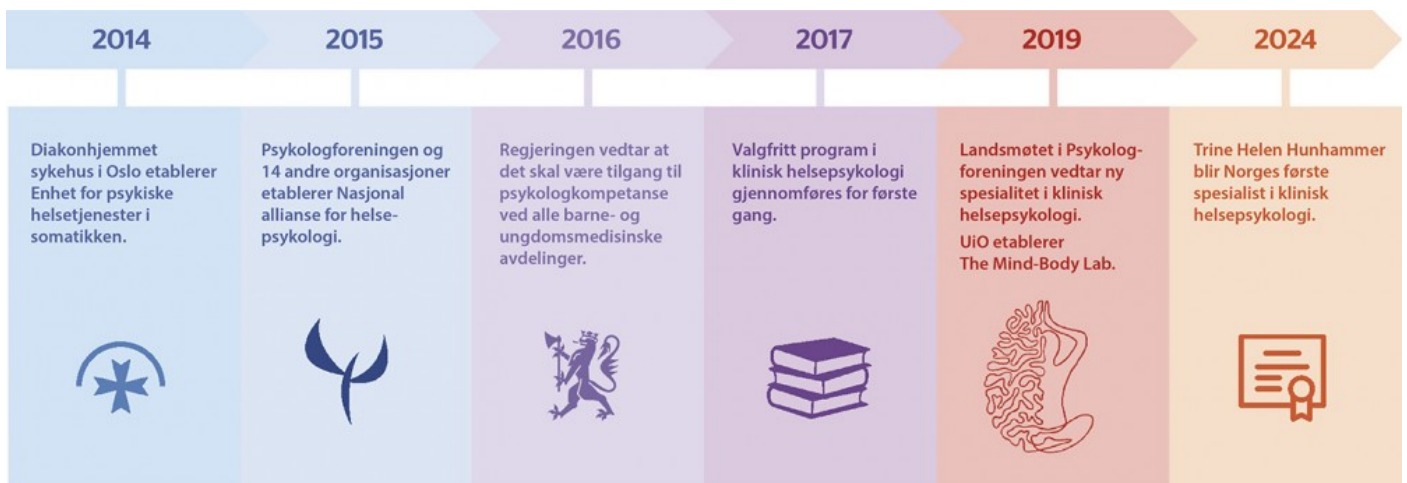 2014
2015
2016
2017
2019
2024
Diakonhjemmet
sykehus i Oslo etablerer
Enhet for psykiske
helsetjenester i
somatikken.
Psykologforeningen og
14 andre organisasjoner
etablerer Nasjonal
allianse for helse-
psykologi.
Regjeringen vedtar at
det skal være tilgang til
psykologkompetanse
ved alle barne- og
ungdomsmedisinske
avdelinger.
Valgfritt program i
klinisk helsepsykologi
gjennomføres for første
gang.
Landsmøtet i Psykolog-
foreningen vedtar ny
spesialitet i klinisk
helsepsykologi.
UiO etablerer
The Mind-Body Lab.
Trine Helen Hunhammer
blir Norges første
spesialist i klinisk
helsepsykologi.